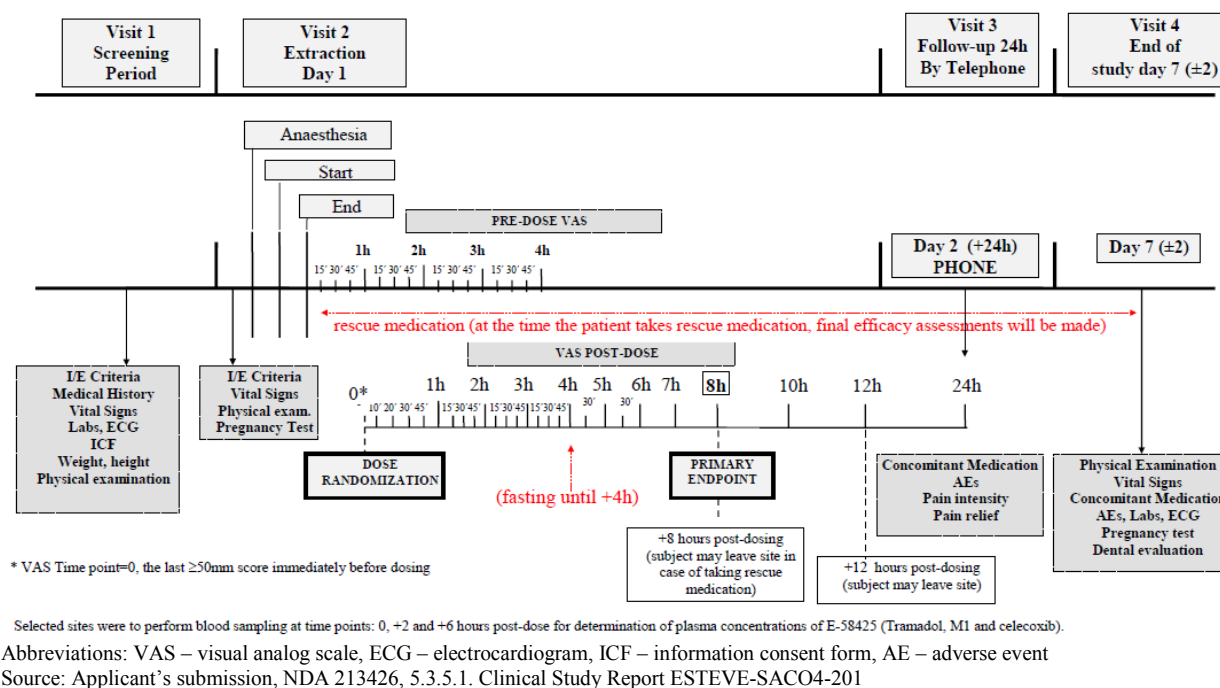 Visit 1
Screening
Period
Visit 2
Extraction
Day 1
Visit 3
Follow-up 24h
By Telephone
Visit 4
End of
study day 7 (±2)
Anaesthesia
Start
End
PRE-DOSE VAS
1h 2h 3h 4h
15´ 30´ 45´ 15´ 30´ 45´ 15´ 30´ 45´ 15´ 30´ 45´
Day 2 (+24h)
PHONE
Day 7 (±2)
rescue medication (at the time the patient takes rescue medication, final efficacy assessments will be made)
VAS POST-DOSE
I/E Criteria
Medical History
Vital Signs
Labs, ECG
ICF
Weight, height
Physical examination
I/E Criteria
Vital Signs
Physical exam.
Pregnancy Test
0* 1h 2h 3h 4h 5h 6h 7h 8h 10h 12h 24h
10´ 20´ 30´ 45´ 15´30´45´ 15´30´45´ 15´30´45´ 30´ 30´
DOSE
RANDOMIZATION
(fasting until +4h)
PRIMARY
ENDPOINT
Concomitant Medication
AEs
Pain intensity
Pain relief
Physical Examination
Vital Signs
Concomitant Medication
AEs, Labs, ECG
Pregnancy test
Dental evaluation
+8 hours post-dosing
(subject may leave site in
case of taking rescue
medication)
+12 hours post-dosing
(subject may leave site)
* VAS Time point=0, the last ≥50mm score immediately before dosing
Selected sites were to perform blood sampling at time points: 0, +2 and +6 hours post-dose for determination of plasma concentrations of E-58425 (Tramadol, M1 and celecoxib).
Abbreviations: VAS – visual analog scale, ECG – electrocardiogram, ICF – information consent form, AE – adverse event
Source: Applicant's submission, NDA 213426, 5.3.5.1. Clinical Study Report ESTEVE-SACO4-201